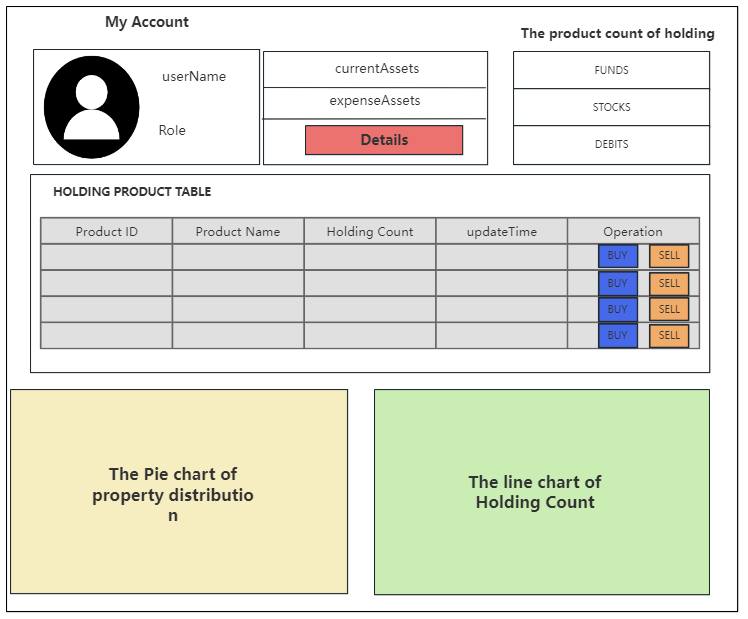 My Account
The product count of holding
userName
Role
currentAssets
expenseAssets
Details
FUNDS
STOCKS
DEBITS
HOLDING PRODUCT TABLE
Product ID Product Name Holding Count updateTime Operation
BUY SELL
BUY SELL
BUY SELL
BUY SELL
The Pie chart of
property distributio
n
The line chart of
Holding Count